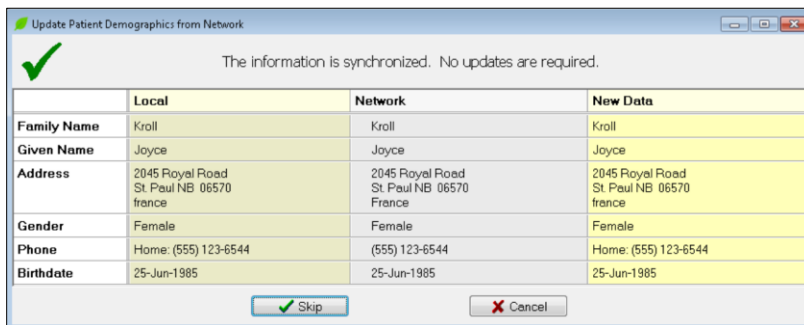 Update Patient Demographics from Network
The information is synchronized. No updates are required.
Local Network New Data
Family Name Kroll Kroll Kroll
Given Name Joyce Joyce Joyce
Address 2045 Royal Road 2045 Royal Road 2045 Royal Road
St. Paul NB 06570 St. Paul NB 06570 St. Paul NB 06570
france France france
Gender Female Female Female
Phone Home: (555) 123-6544 (555) 123-6544 Home: (555) 123-6544
Birthdate 25-Jun-1985 25-Jun-1985 25-Jun-1985
Skip Cancel